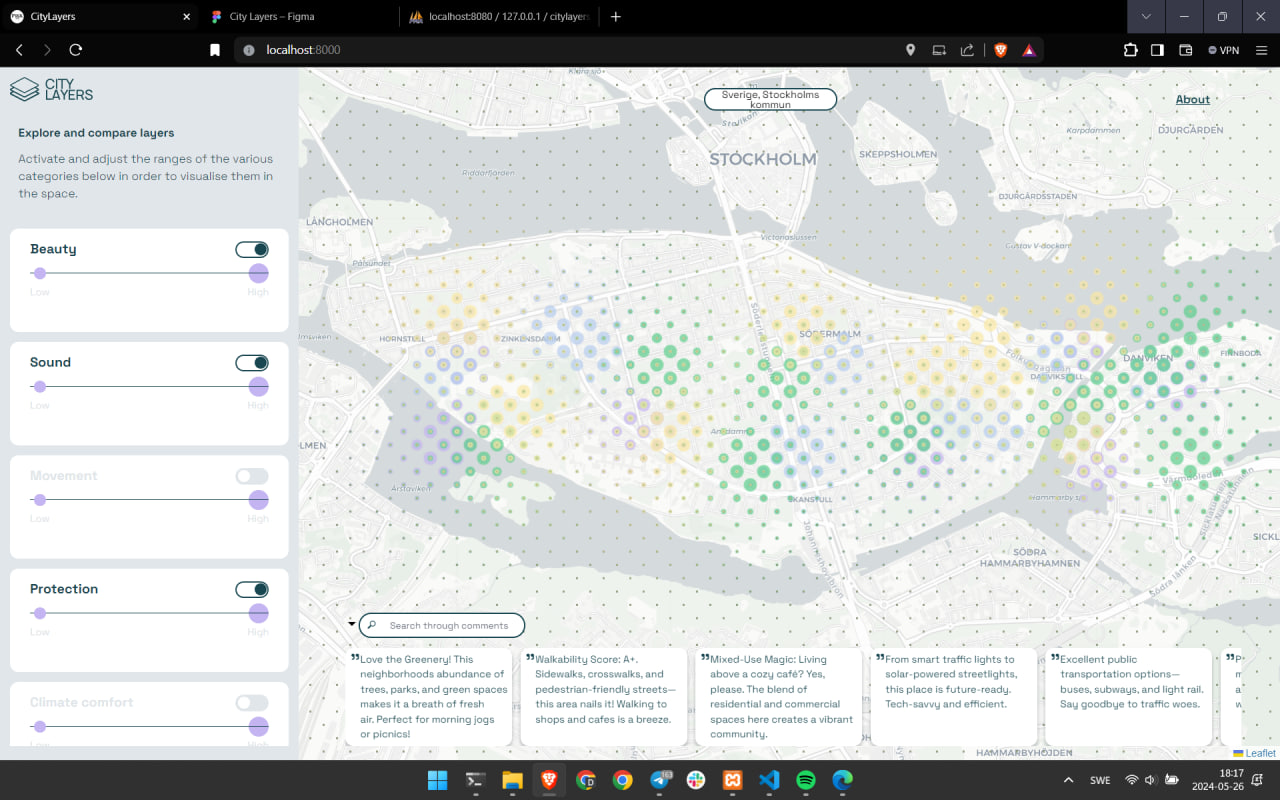 CityLayers
City Layers – Figma
localhost:8080 / 127.0.0.1 / citylayers
localhost:8000
VPN
CITY
LAYERS
Explore and compare layers
Activate and adjust the ranges of the various
categories below in order to visualise them in
the space.
Beauty
Low
High
Sound
Low
High
Movement
Low
High
Protection
Low
High
Climate comfort
Low
High
Sverige, Stockholms
kommun
About
Klara sjö
Riddarfjärden
STOCKHOLM
SKEPPSHOLMEN
Karpdammen
DJURGÅRDEN
DJURGÅRDSSTADEN
LÅNGHOLMEN
Pålsundet
Victoriaslussen
Gustav V-dockan
HORNSTULL
ZINKENSDAMM
SÖDERMALM
DANVIKEN
FINNBODA
DANVIKSTULL
Årstaviken
SKANSTULL
Hammarby s
Värmdöleden
Johanneshovsbron
SÖDRA
HAMMARBYHAMNEN
Södra länken
SICKL
LMEN
HAMMARBYHÖJDEN
Search through comments
Love the Greenery! This
neighborhoods abundance of
trees, parks, and green spaces
makes it a breath of fresh
air. Perfect for morning jogs
or picnics!
Walkability Score: A+.
Sidewalks, crosswalks, and
pedestrian-friendly streets—
this area nails it! Walking to
shops and cafes is a breeze.
Mixed-Use Magic: Living
above a cozy café? Yes,
please. The blend of
residential and commercial
spaces here creates a vibrant
community.
From smart traffic lights to
solar-powered streetlights,
this place is future-ready.
Tech-savvy and efficient.
Excellent public
transportation options—
buses, subways, and light rail.
Say goodbye to traffic woes.
Leaflet
SWE
18:17
2024-05-26